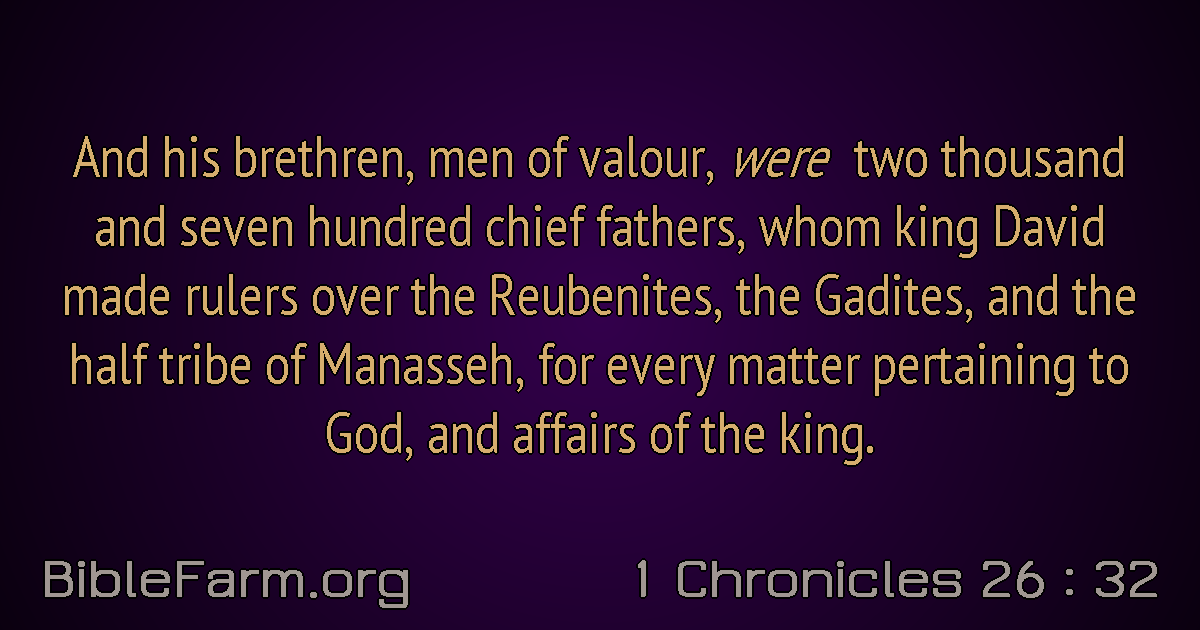 And his brethren, men of valour, were two thousand
and seven hundred chief fathers, whom king David
made rulers over the Reubenites, the Gadites, and the
half tribe of Manasseh, for every matter pertaining to
God, and affairs of the king.
BibleFarm.org
1 Chronicles 26 : 32